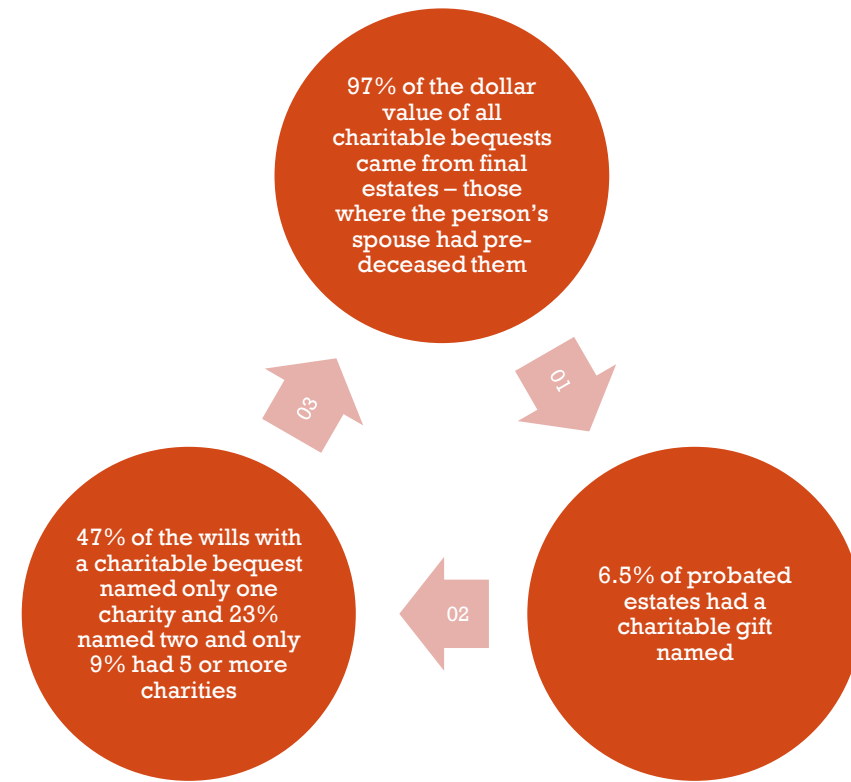 97% of the dollar
value of all
charitable bequests
came from final
estates – those
where the person's
spouse had pre-
deceased them
01
6.5% of probated
estates had a
charitable gift
named
02
47% of the wills with
a charitable bequest
named only one
charity and 23%
named two and only
9% had 5 or more
charities
03